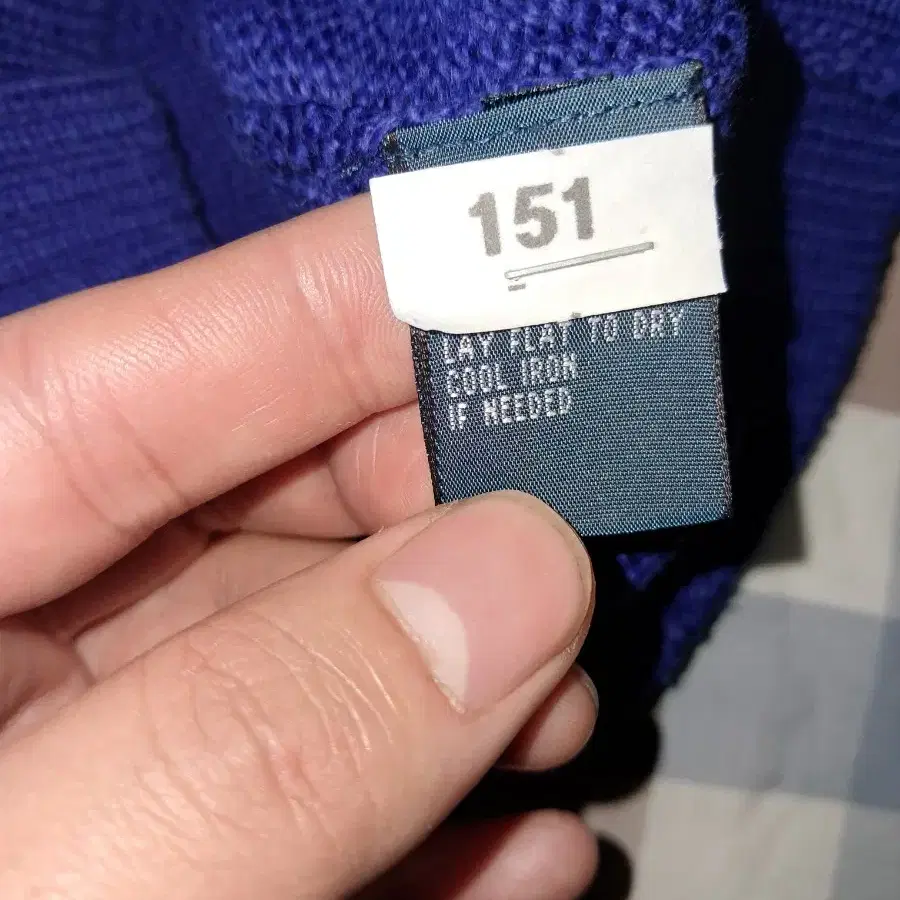 151
LAY FLAT TO DRY
COOL IRON
IF NEEDED